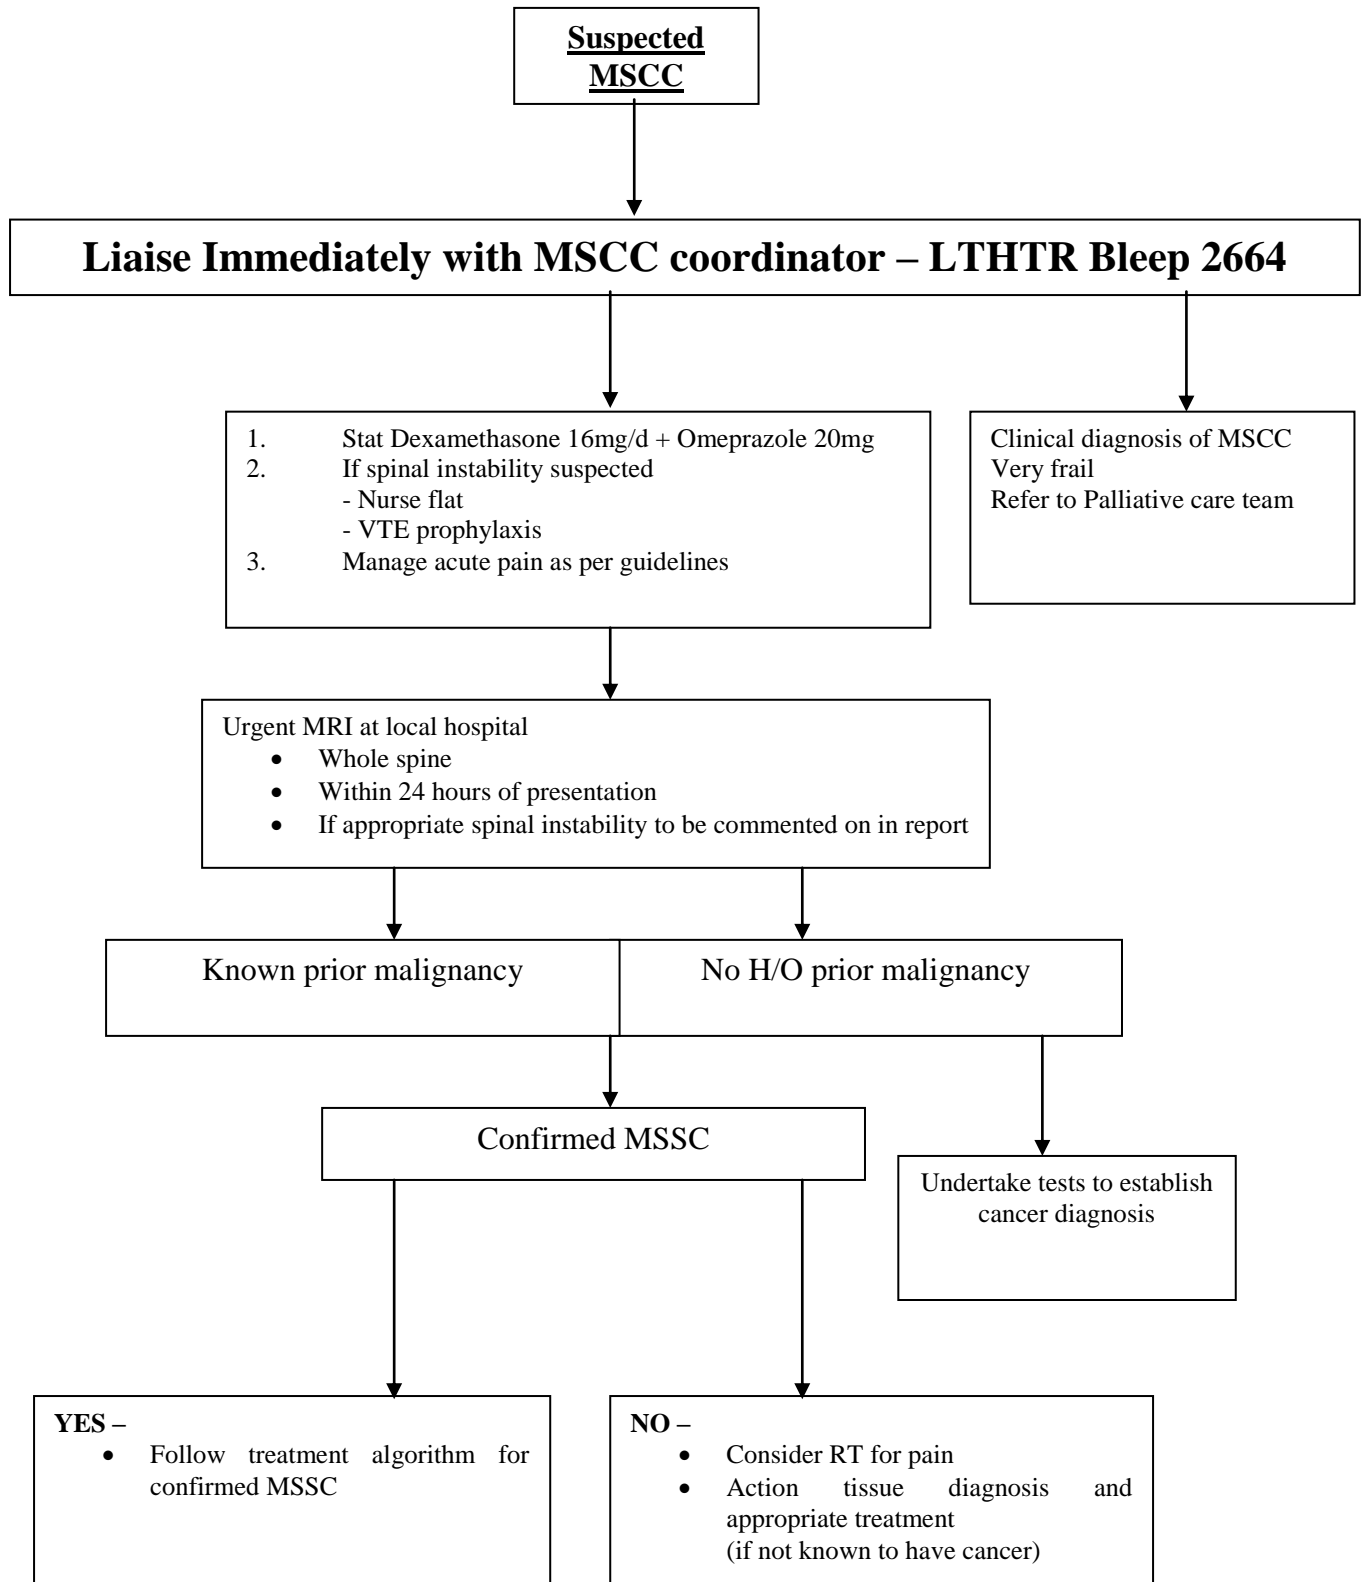 Suspected
MSCC
Liaise Immediately with MSCC coordinator – LTHTR Bleep 2664
1. Stat Dexamethasone 16mg/d + Omeprazole 20mg
2. If spinal instability suspected
- Nurse flat
- VTE prophylaxis
3. Manage acute pain as per guidelines
Clinical diagnosis of MSCC
Very frail
Refer to Palliative care team
Urgent MRI at local hospital
• Whole spine
• Within 24 hours of presentation
• If appropriate spinal instability to be commented on in report
Known prior malignancy
No H/O prior malignancy
Confirmed MSSC
Undertake tests to establish
cancer diagnosis
YES –
• Follow treatment algorithm for
confirmed MSSC
NO –
• Consider RT for pain
• Action tissue diagnosis and
appropriate treatment
(if not known to have cancer)